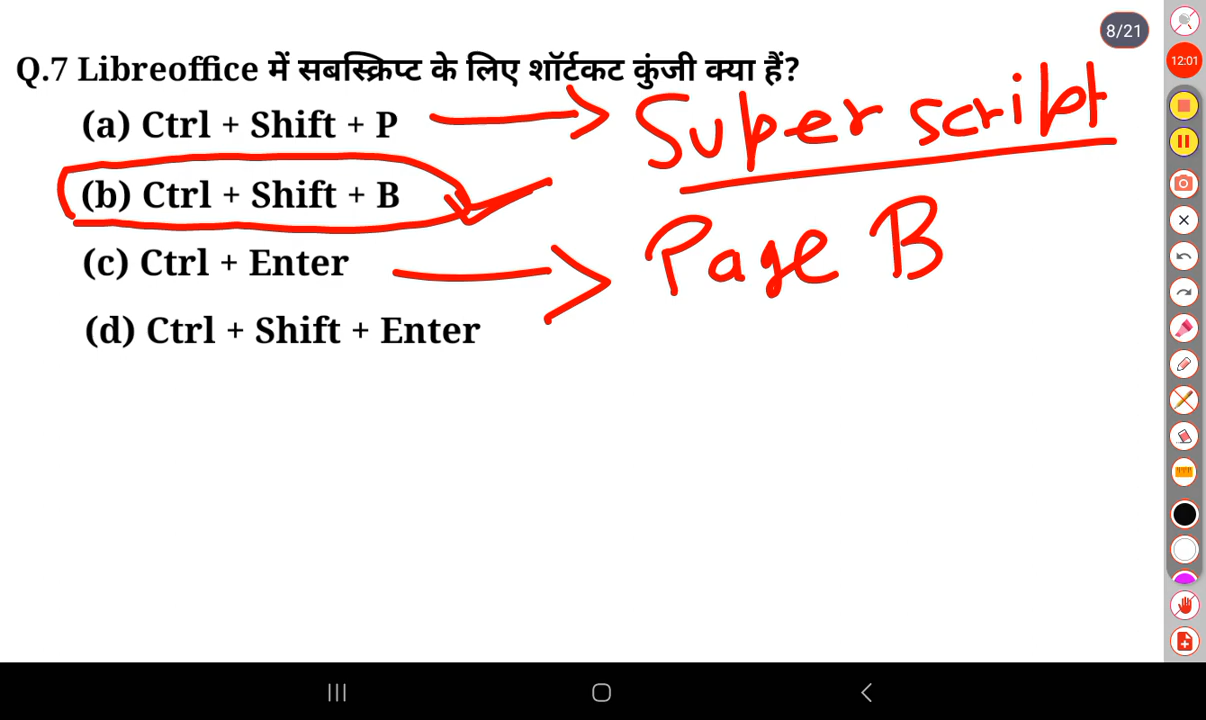 8/21
12:01
Q.7 Libreoffice में सबस्क्रिप्ट के लिए शॉर्टकट कुंजी क्या हैं?
(a) Ctrl + Shift + P
Super script
(b) Ctrl + Shift + B
Page B
(c) Ctrl + Enter
(d) Ctrl + Shift + Enter